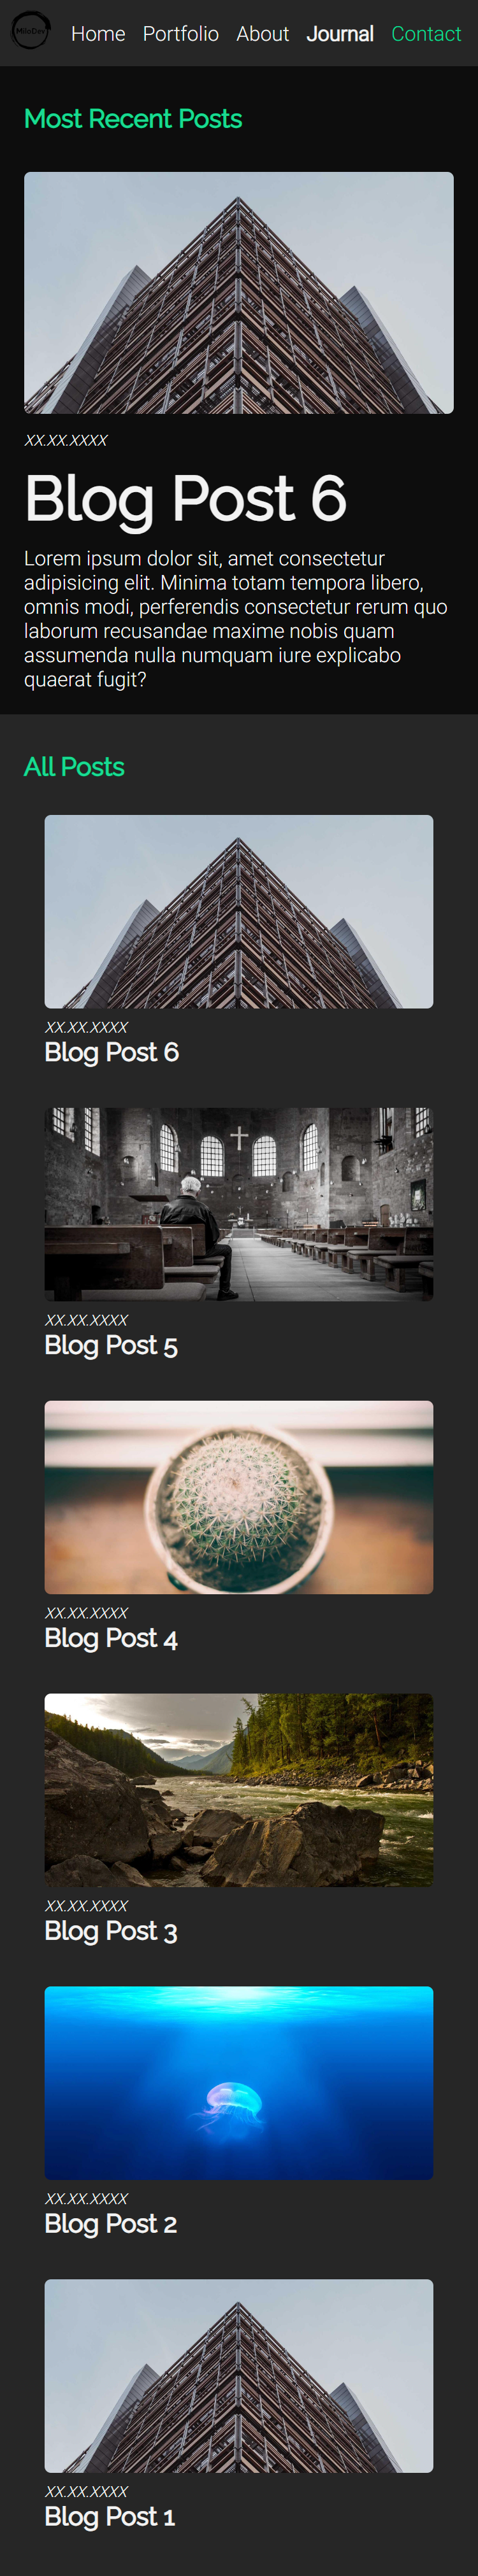 MiloDev
Home Portfolio About Journal Contact
Most Recent Posts
XX.XX.XXXX
Blog Post 6
Lorem ipsum dolor sit, amet consectetur
adipisicing elit. Minima totam tempora libero,
omnis modi, perferendis consectetur rerum quo
laborum recusandae maxime nobis quam
assumenda nulla numquam iure explicabo
quaerat fugit?
All Posts
XX.XX.XXXX
Blog Post 6
XX.XX.XXXX
Blog Post 5
XX.XX.XXXX
Blog Post 4
XX.XX.XXXX
Blog Post 3
XX.XX.XXXX
Blog Post 2
XX.XX.XXXX
Blog Post 1